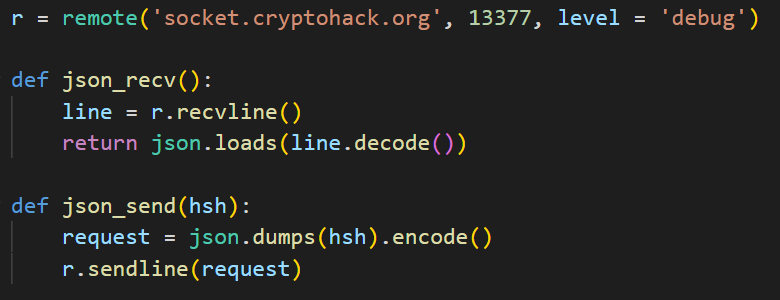 r = remote('socket.cryptohack.org', 13377, level = 'debug')
def json_recv():
    line = r.recvline()
    return json.loads(line.decode())
def json_send(hsh):
    request = json.dumps(hsh).encode()
    r.sendline(request)